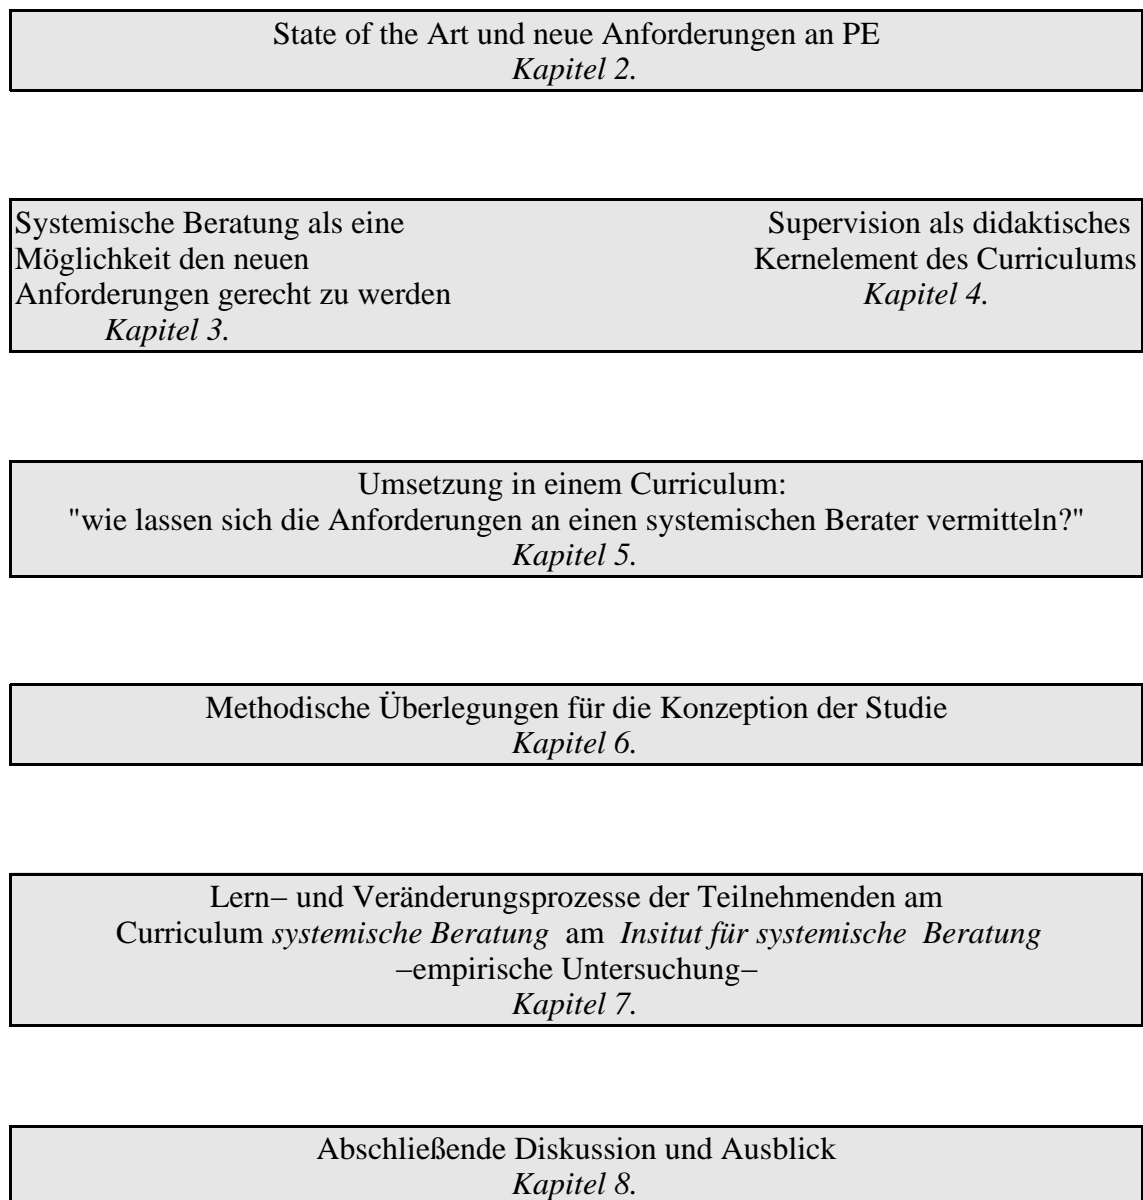 State of the Art und neue Anforderungen an PE
Kapitel 2.
Systemische Beratung als eine
Möglichkeit den neuen
Anforderungen gerecht zu werden
Kapitel 3.
Supervision als didaktisches
Kernelement des Curriculums
Kapitel 4.
Umsetzung in einem Curriculum:
"wie lassen sich die Anforderungen an einen systemischen Berater vermitteln?"
Kapitel 5.
Methodische Überlegungen für die Konzeption der Studie
Kapitel 6.
Lern– und Veränderungsprozesse der Teilnehmenden am
Curriculum systemische Beratung am Insitut für systemische Beratung
–empirische Untersuchung–
Kapitel 7.
Abschließende Diskussion und Ausblick
Kapitel 8.